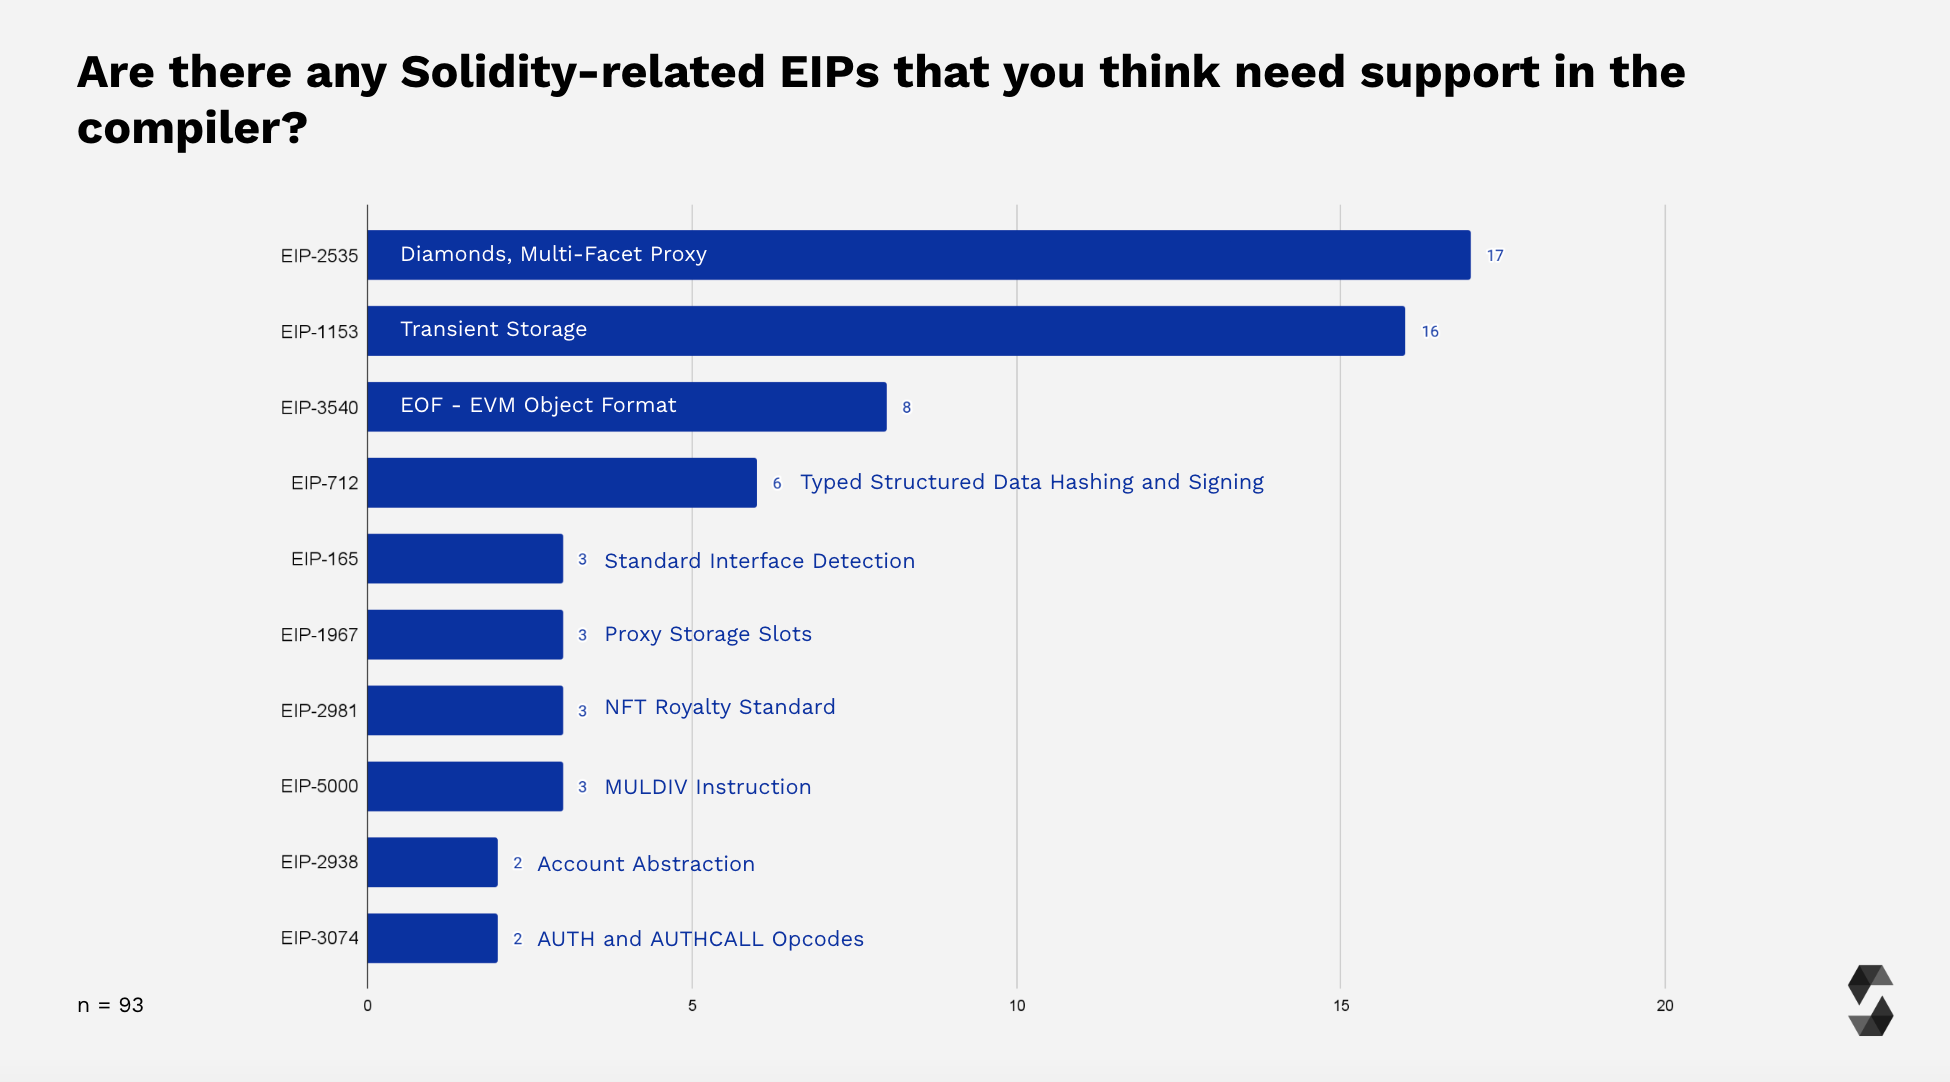 Are there any Solidity-related EIPs that you think need support in the
compiler?
EIP-2535 Diamonds, Multi-Facet Proxy 17
EIP-1153 Transient Storage 16
EIP-3540 EOF - EVM Object Format 8
EIP-712 6 Typed Structured Data Hashing and Signing
EIP-165 3 Standard Interface Detection
EIP-1967 3 Proxy Storage Slots
EIP-2981 3 NFT Royalty Standard
EIP-5000 3 MULDIV Instruction
EIP-2938 2 Account Abstraction
EIP-3074 2 AUTH and AUTHCALL Opcodes
n = 93 0 5 10 15 20